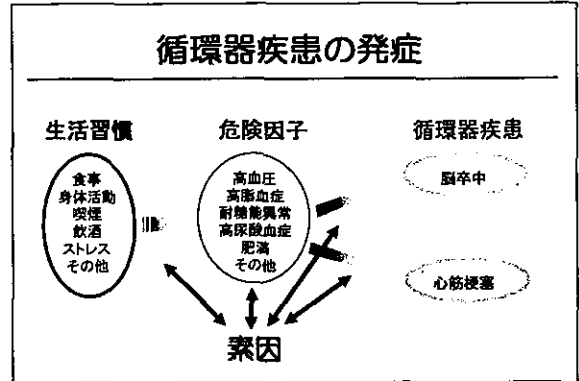 循環器疾患の発症
生活習慣
食事
身体活動
喫煙
飲酒
ストレス
その他
危険因子
高血圧
高脂血症
耐糖能異常
高尿酸血症
肥満
その他
循環器疾患
脳卒中
心筋梗塞
素因